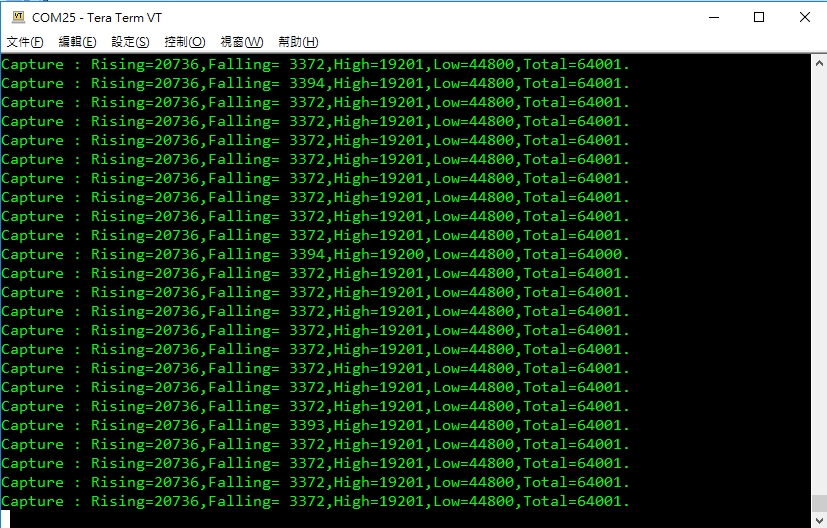 COM25 - Tera Term VT
文件(F) 編輯(E) 設定(S) 控制(O) 視窗(W) 幫助(H)
Capture : Rising=20736,Falling= 3372,High=19201,Low=44800,Total=64001.
Capture : Rising=20736,Falling= 3394,High=19201,Low=44800,Total=64001.
Capture : Rising=20736,Falling= 3372,High=19201,Low=44800,Total=64001.
Capture : Rising=20736,Falling= 3372,High=19201,Low=44800,Total=64001.
Capture : Rising=20736,Falling= 3372,High=19201,Low=44800,Total=64001.
Capture : Rising=20736,Falling= 3372,High=19201,Low=44800,Total=64001.
Capture : Rising=20736,Falling= 3372,High=19201,Low=44800,Total=64001.
Capture : Rising=20736,Falling= 3372,High=19201,Low=44800,Total=64001.
Capture : Rising=20736,Falling= 3372,High=19201,Low=44800,Total=64001.
Capture : Rising=20736,Falling= 3372,High=19201,Low=44800,Total=64001.
Capture : Rising=20736,Falling= 3394,High=19200,Low=44800,Total=64000.
Capture : Rising=20736,Falling= 3372,High=19201,Low=44800,Total=64001.
Capture : Rising=20736,Falling= 3372,High=19201,Low=44800,Total=64001.
Capture : Rising=20736,Falling= 3372,High=19201,Low=44800,Total=64001.
Capture : Rising=20736,Falling= 3372,High=19201,Low=44800,Total=64001.
Capture : Rising=20736,Falling= 3372,High=19201,Low=44800,Total=64001.
Capture : Rising=20736,Falling= 3372,High=19201,Low=44800,Total=64001.
Capture : Rising=20736,Falling= 3372,High=19201,Low=44800,Total=64001.
Capture : Rising=20736,Falling= 3372,High=19201,Low=44800,Total=64001.
Capture : Rising=20736,Falling= 3393,High=19201,Low=44800,Total=64001.
Capture : Rising=20736,Falling= 3372,High=19201,Low=44800,Total=64001.
Capture : Rising=20736,Falling= 3372,High=19201,Low=44800,Total=64001.
Capture : Rising=20736,Falling= 3372,High=19201,Low=44800,Total=64001.
Capture : Rising=20736,Falling= 3372,High=19201,Low=44800,Total=64001.